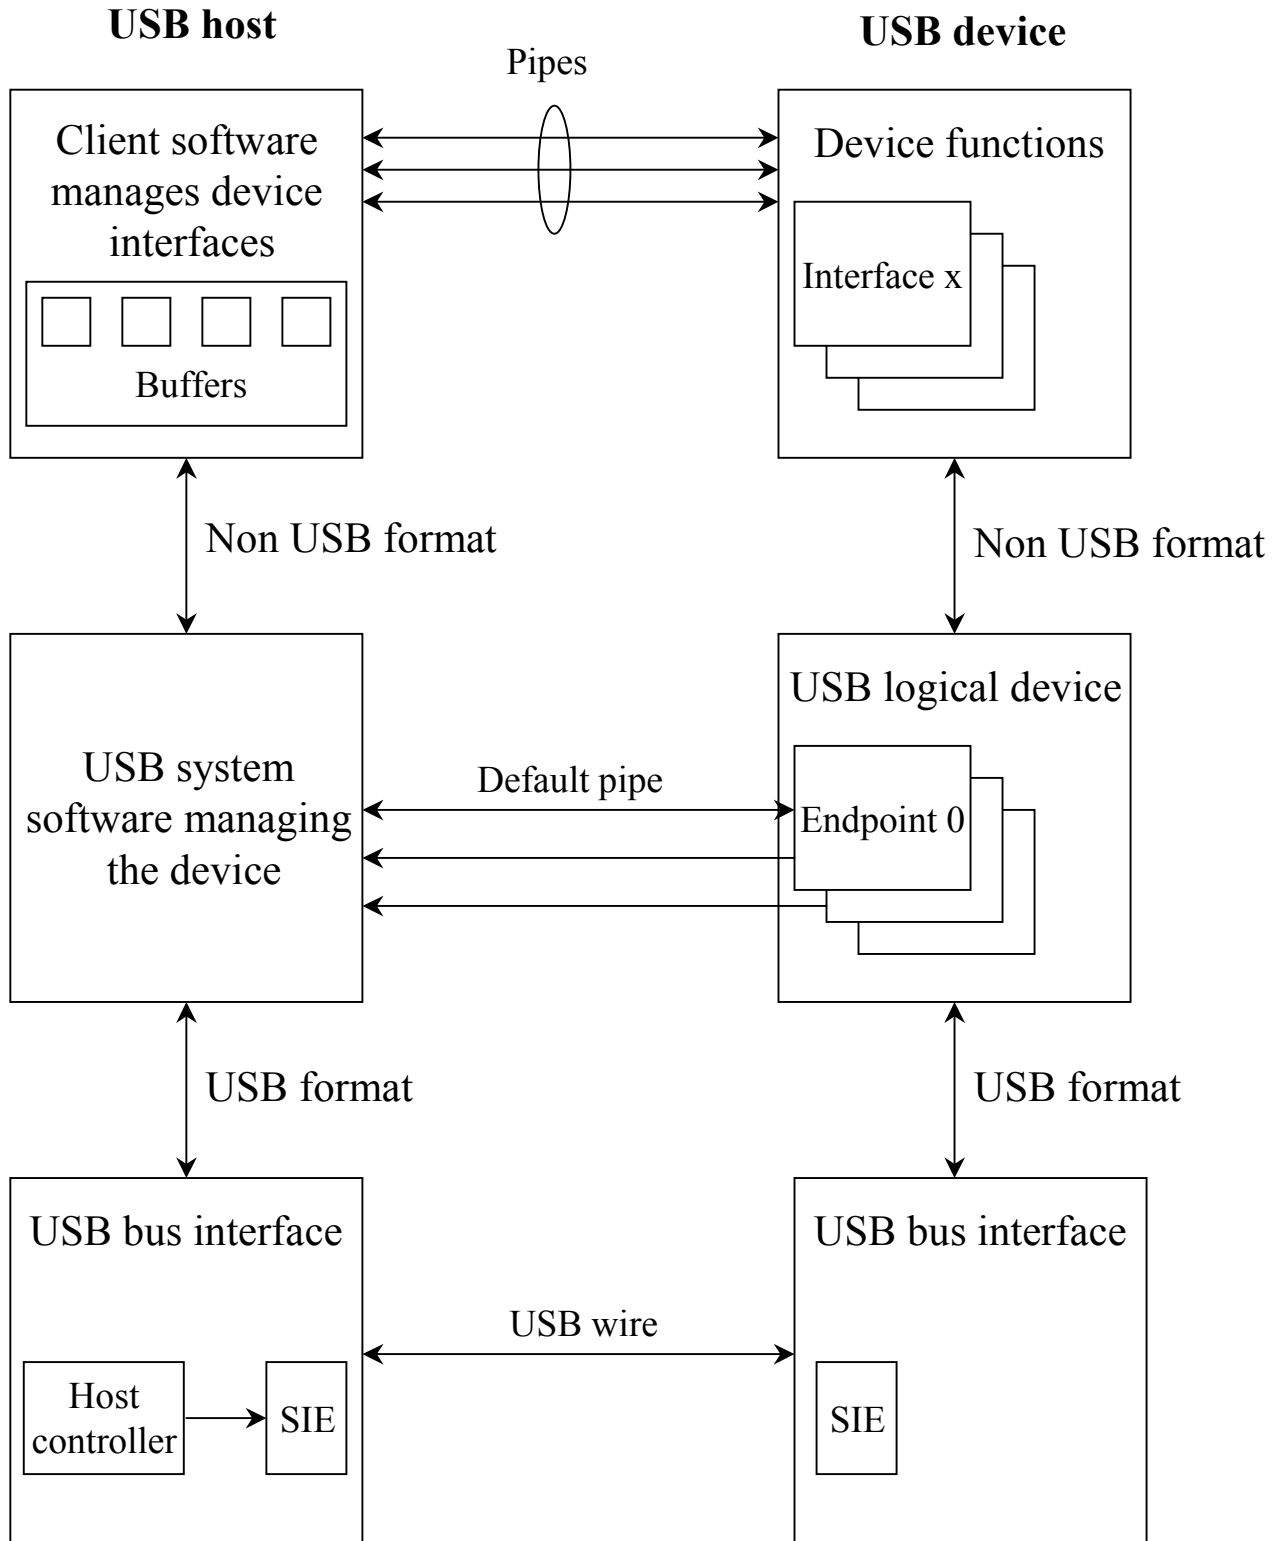 USB host
USB device
Pipes
Client software
manages device
interfaces
Buffers
Device functions
Interface x
Non USB format
Non USB format
USB system
software managing
the device
Default pipe
USB logical device
Endpoint 0
USB format
USB format
USB bus interface
Host
controller
SIE
USB wire
USB bus interface
SIE